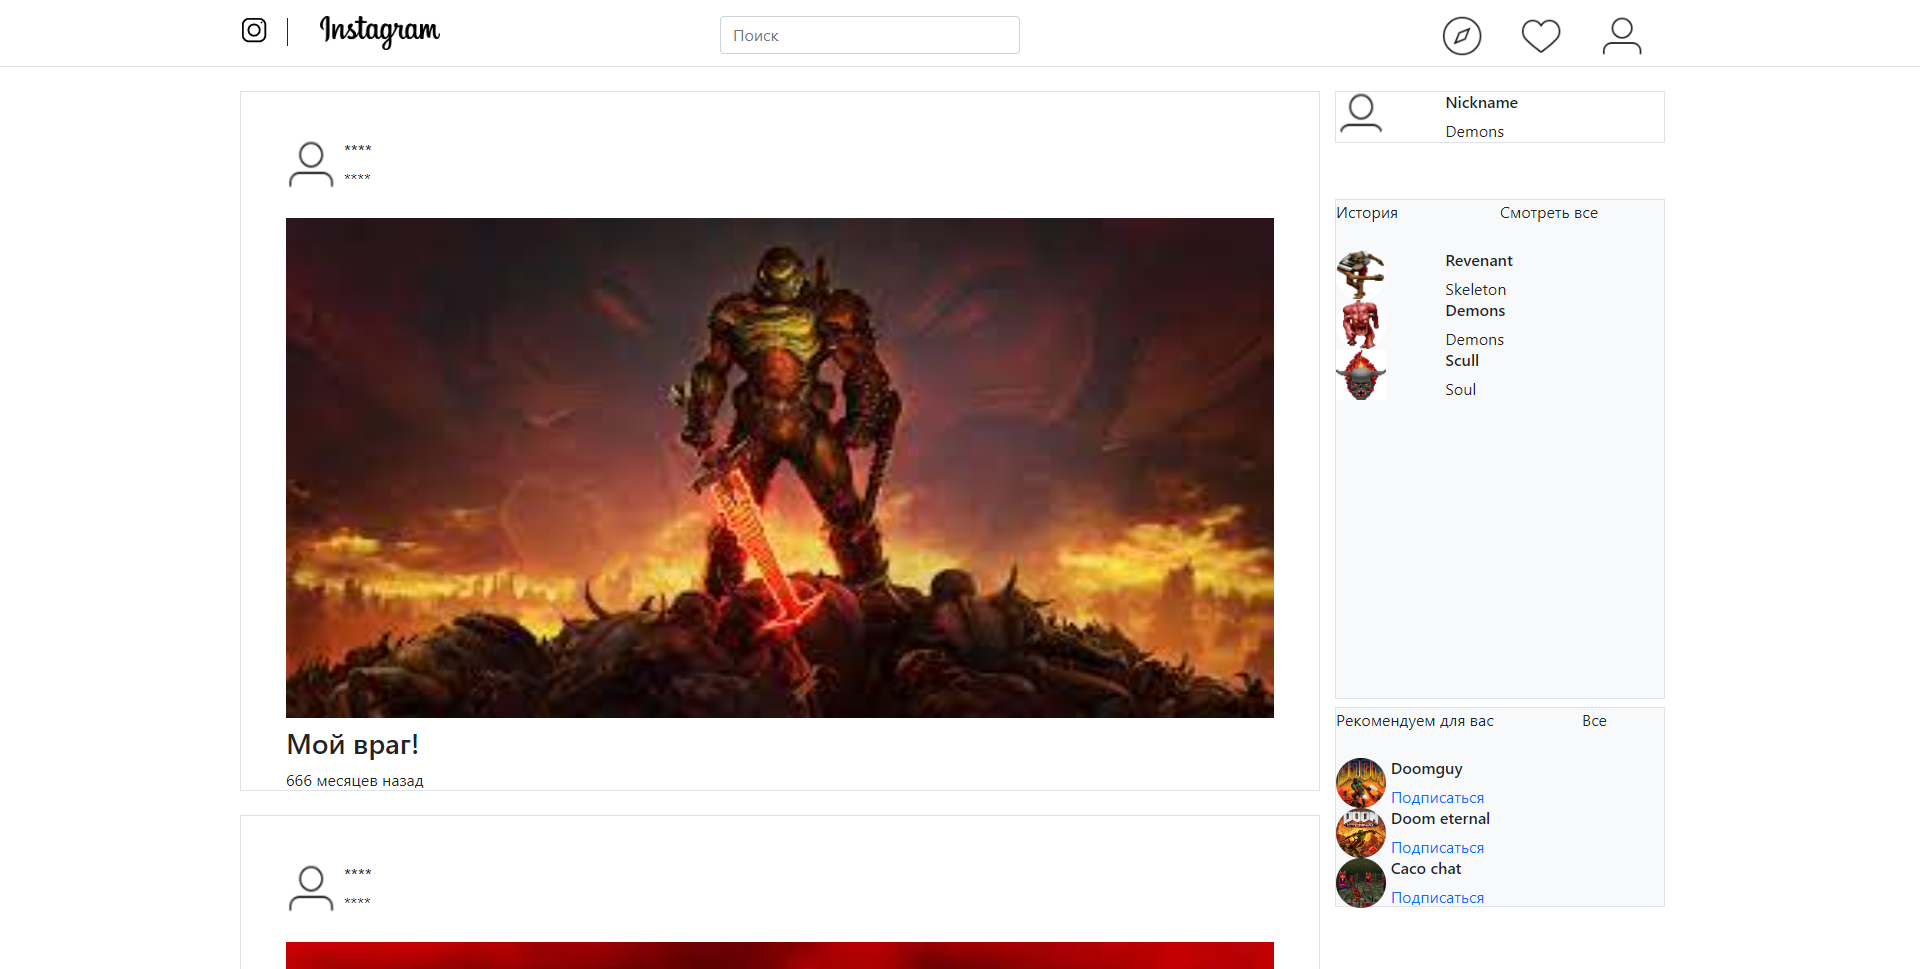 Instagram
Поиск
****
****
Мой враг!
666 месяцев назад
****
****
Nickname
Demons
История Смотреть все
Revenant
Skeleton
Demons
Demons
Scull
Soul
Рекомендуем для вас Все
Doomguy
Подписаться
DOOM
Doom eternal
Подписаться
Caco chat
Подписаться